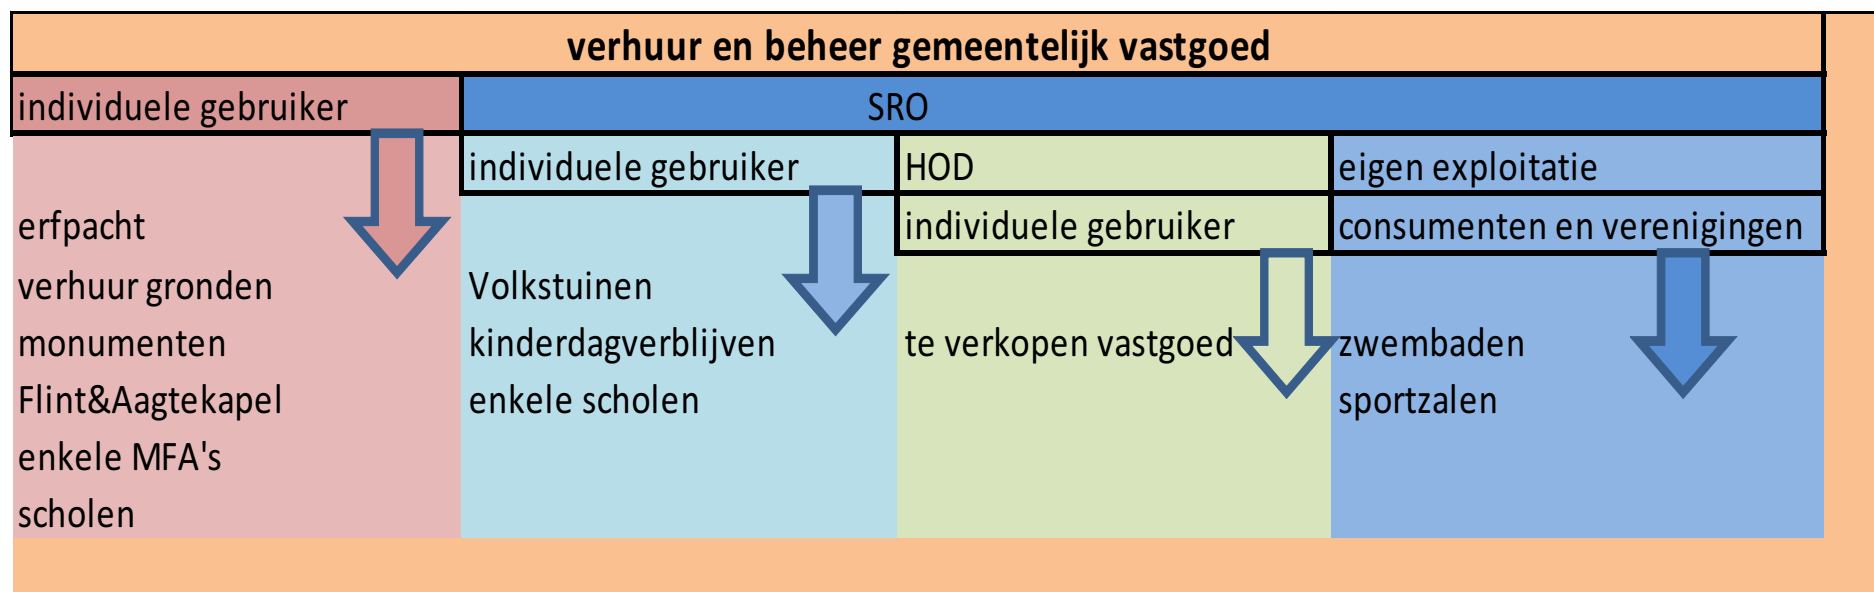 verhuur en beheer gemeentelijk vastgoed
individuele gebruiker
SRO
individuele gebruiker
HOD
eigen exploitatie
erfpacht
individuele gebruiker
consumenten en verenigingen
verhuur gronden
Volkstuinen
monumenten
kinderdagverblijven
te verkopen vastgoed
zwembaden
Flint&Aagtekapel
enkele scholen
sportzalen
enkele MFA's
scholen